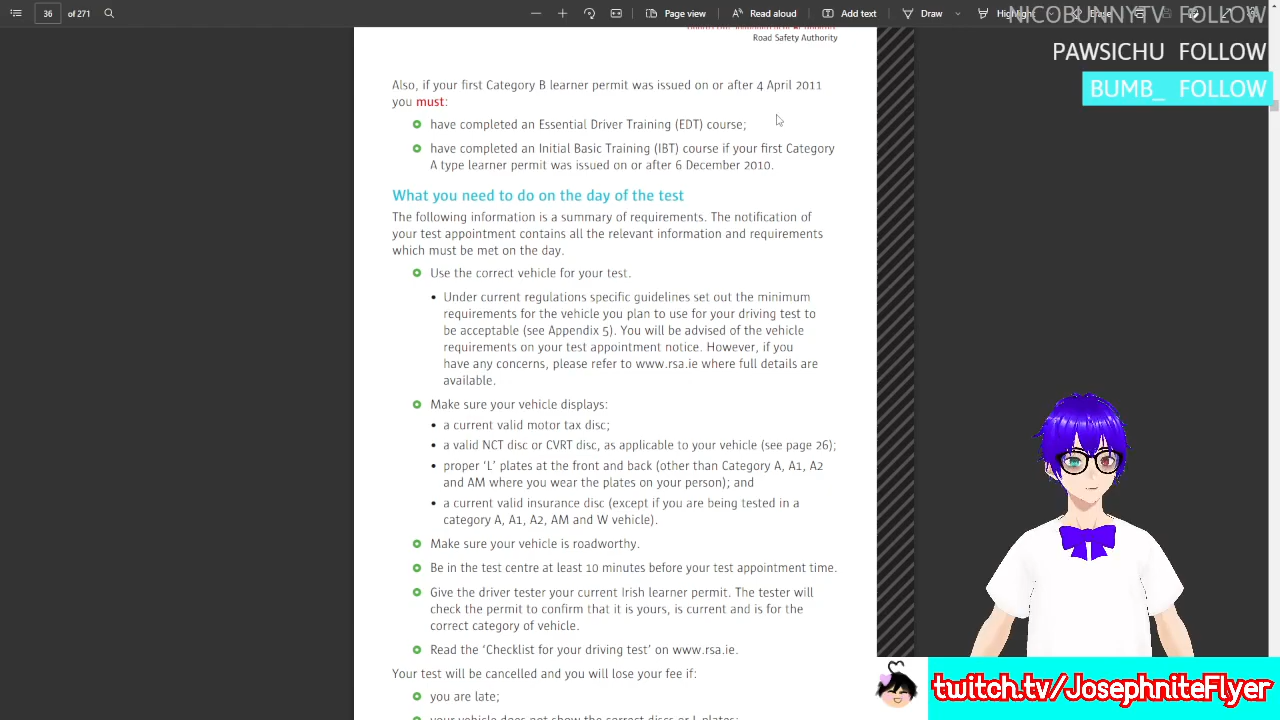 36 of 271
Page view
Read aloud
Add text
Draw
NICOBUNNYTV FOLLOW
PAWSICHU FOLLOW
BUMB_ FOLLOW
Road Safety Authority
Also, if your first Category B learner permit was issued on or after 4 April 2011
you must:
have completed an Essential Driver Training (EDT) course;
have completed an Initial Basic Training (IBT) course if your first Category
A type learner permit was issued on or after 6 December 2010.
What you need to do on the day of the test
The following information is a summary of requirements. The notification of
your test appointment contains all the relevant information and requirements
which must be met on the day.
Use the correct vehicle for your test.
• Under current regulations specific guidelines set out the minimum
requirements for the vehicle you plan to use for your driving test to
be acceptable (see Appendix 5). You will be advised of the vehicle
requirements on your test appointment notice. However, if you
have any concerns, please refer to www.rsa.ie where full details are
available.
Make sure your vehicle displays:
• a current valid motor tax disc;
• a valid NCT disc or CVRT disc, as applicable to your vehicle (see page 26);
• proper ‘L’ plates at the front and back (other than Category A, A1, A2
and AM where you wear the plates on your person); and
• a current valid insurance disc (except if you are being tested in a
category A, A1, A2, AM and W vehicle).
Make sure your vehicle is roadworthy.
Be in the test centre at least 10 minutes before your test appointment time.
Give the driver tester your current Irish learner permit. The tester will
check the permit to confirm that it is yours, is current and is for the
correct category of vehicle.
Read the ‘Checklist for your driving test’ on www.rsa.ie.
Your test will be cancelled and you will lose your fee if:
you are late;
your vehicle does not show the correct discs or L-plates;
twitch.tv/JosephniteFlyer